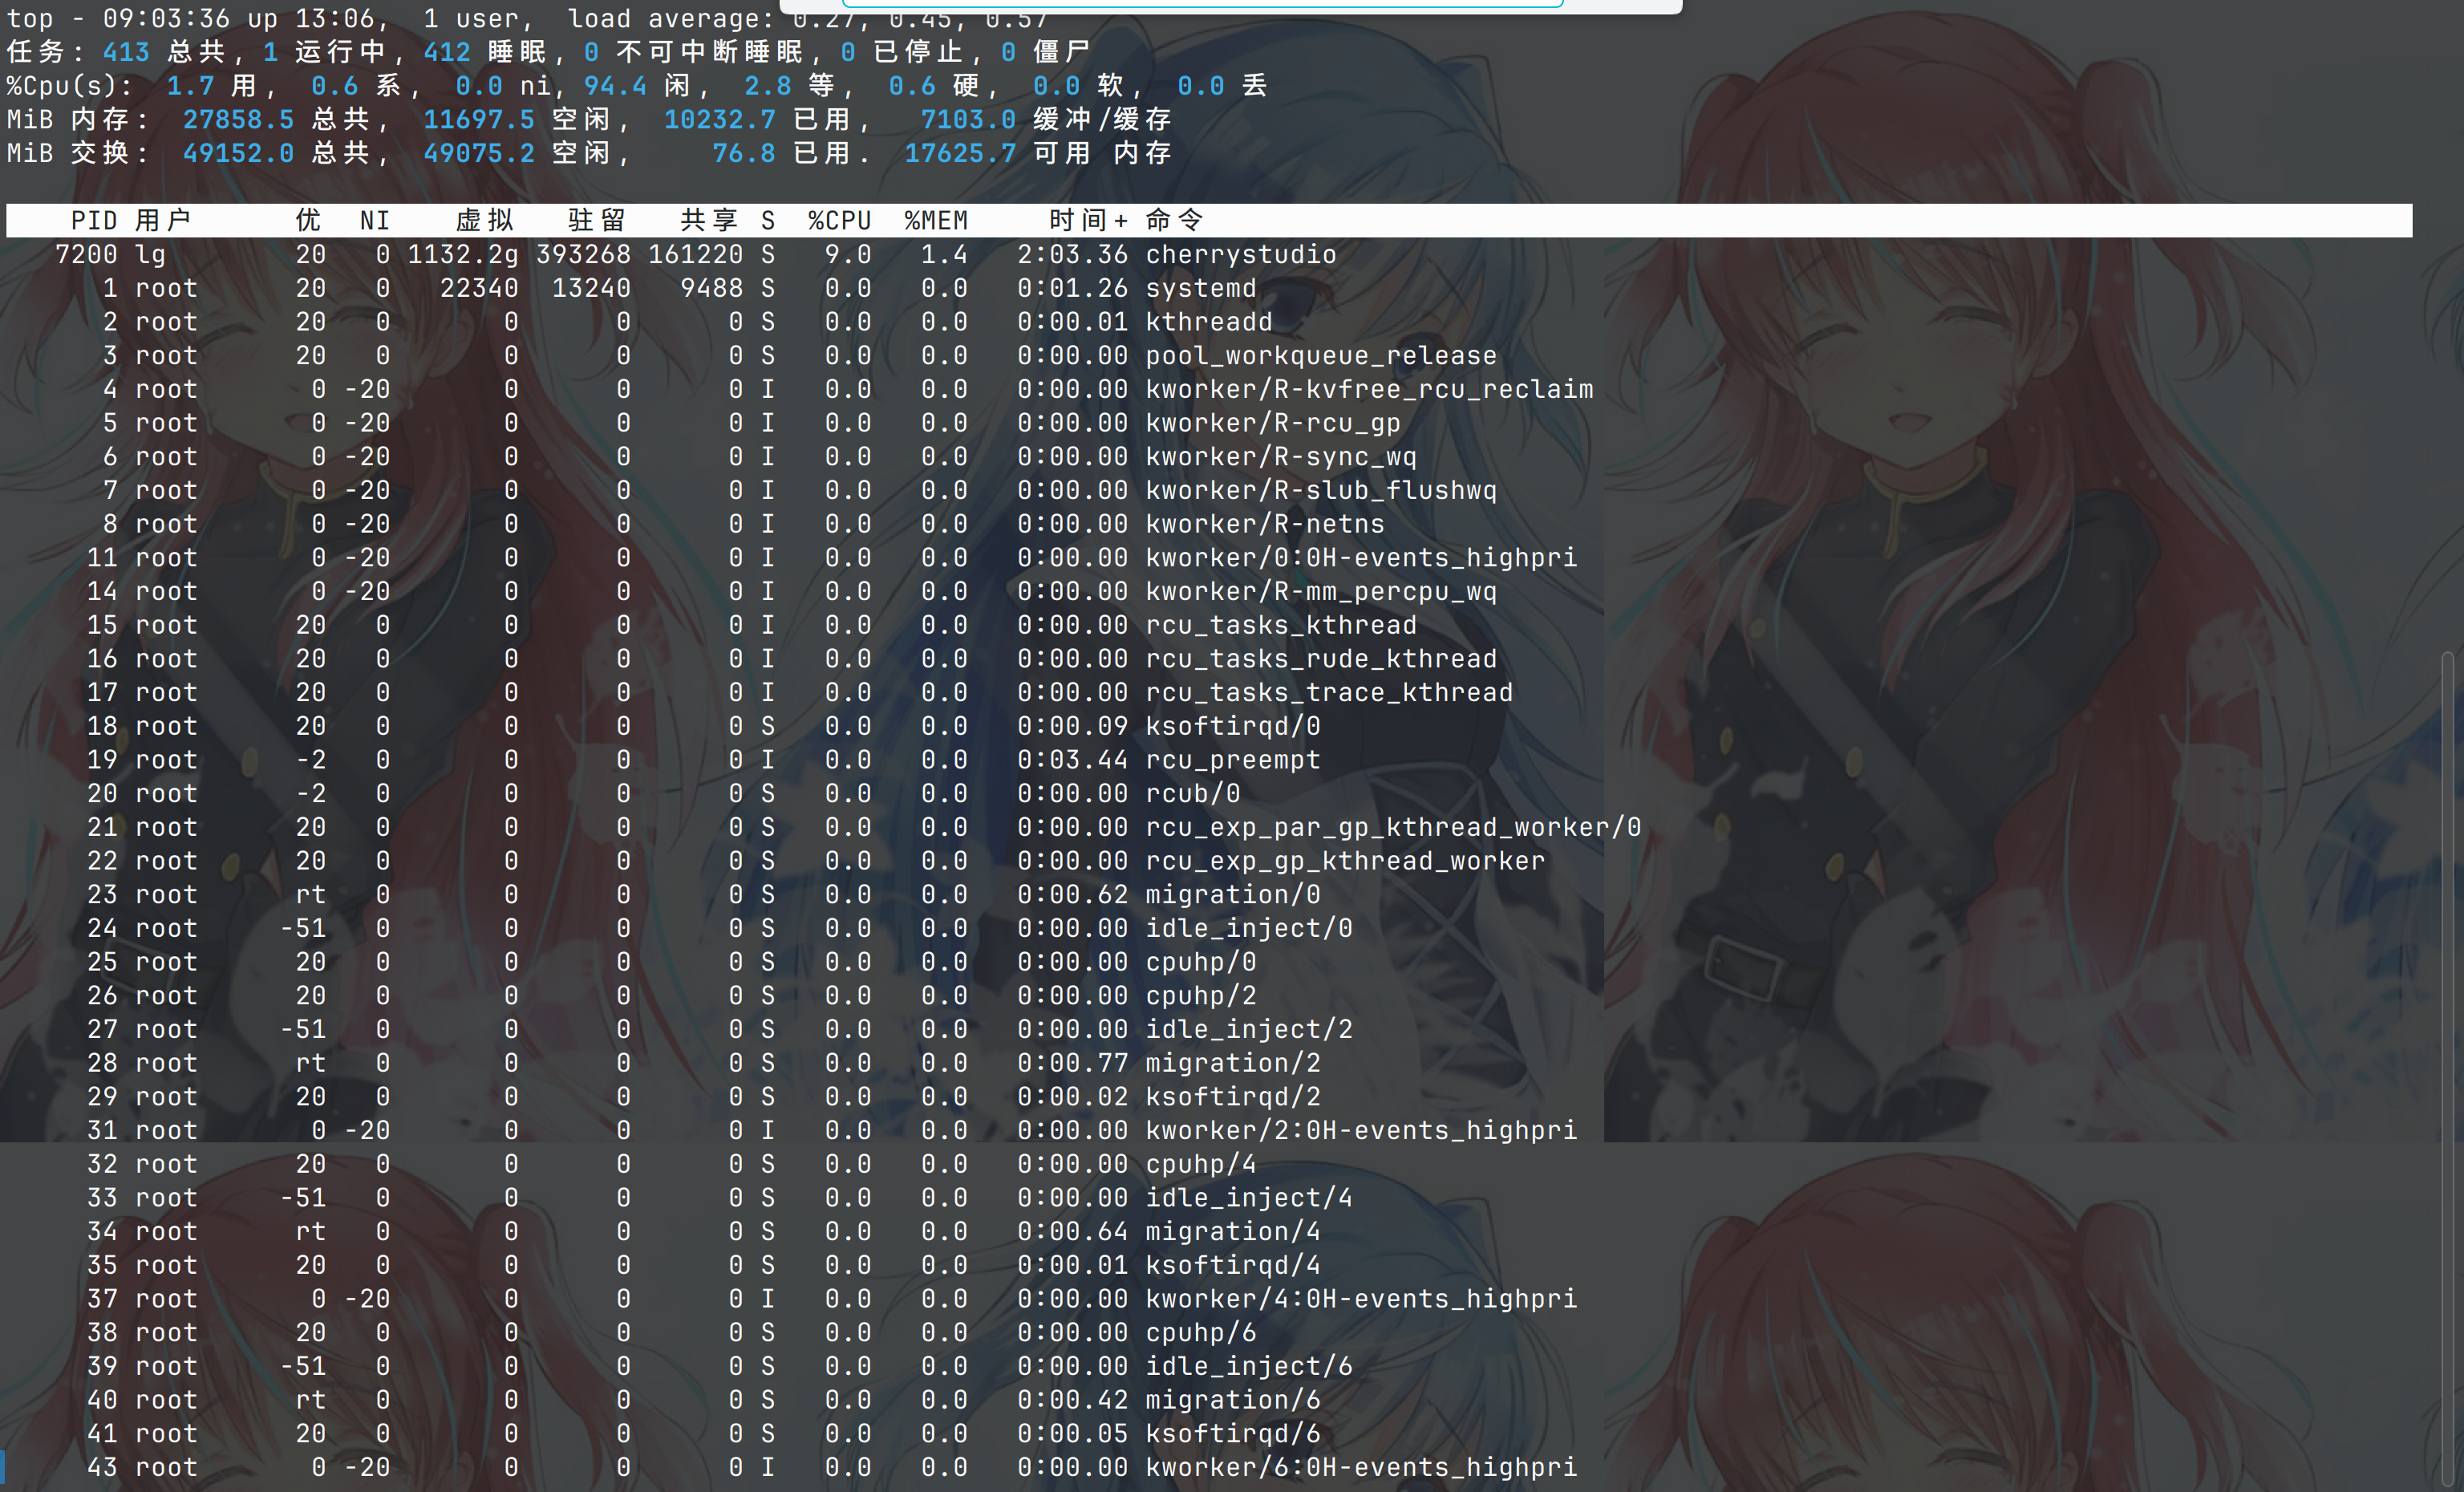 top - 09:03:36 up 13:06,  1 user,  load average: 0.27, 0.45, 0.57
任务: 413 总共, 1 运行中, 412 睡眠, 0 不可中断睡眠, 0 已停止, 0 僵尸
%Cpu(s):  1.7 用,  0.6 系,  0.0 ni, 94.4 闲,  2.8 等,  0.6 硬,  0.0 软,  0.0 丢
MiB 内存:  27858.5 总共,  11697.5 空闲,  10232.7 已用,   7103.0 缓冲/缓存
MiB 交换:  49152.0 总共,  49075.2 空闲,     76.8 已用.  17625.7 可用 内存
PID 用户 优 NI 虚拟 驻留 共享 S %CPU %MEM 时间+ 命令
7200 lg 20 0 1132.2g 393268 161220 S 9.0 1.4 2:03.36 cherrystudio
1 root 20 0 22340 13240 9488 S 0.0 0.0 0:01.26 systemd
2 root 20 0 0 0 0 S 0.0 0.0 0:00.01 kthreadd
3 root 20 0 0 0 0 S 0.0 0.0 0:00.00 pool_workqueue_release
4 root 0 -20 0 0 0 I 0.0 0.0 0:00.00 kworker/R-kvfree_rcu_reclaim
5 root 0 -20 0 0 0 I 0.0 0.0 0:00.00 kworker/R-rcu_gp
6 root 0 -20 0 0 0 I 0.0 0.0 0:00.00 kworker/R-sync_wq
7 root 0 -20 0 0 0 I 0.0 0.0 0:00.00 kworker/R-slub_flushwq
8 root 0 -20 0 0 0 I 0.0 0.0 0:00.00 kworker/R-netns
11 root 0 -20 0 0 0 I 0.0 0.0 0:00.00 kworker/0:0H-events_highpri
14 root 0 -20 0 0 0 I 0.0 0.0 0:00.00 kworker/R-mm_percpu_wq
15 root 20 0 0 0 0 I 0.0 0.0 0:00.00 rcu_tasks_kthread
16 root 20 0 0 0 0 I 0.0 0.0 0:00.00 rcu_tasks_rude_kthread
17 root 20 0 0 0 0 I 0.0 0.0 0:00.00 rcu_tasks_trace_kthread
18 root 20 0 0 0 0 S 0.0 0.0 0:00.09 ksoftirqd/0
19 root -2 0 0 0 0 I 0.0 0.0 0:03.44 rcu_preempt
20 root -2 0 0 0 0 S 0.0 0.0 0:00.00 rcub/0
21 root 20 0 0 0 0 S 0.0 0.0 0:00.00 rcu_exp_par_gp_kthread_worker/0
22 root 20 0 0 0 0 S 0.0 0.0 0:00.00 rcu_exp_gp_kthread_worker
23 root rt 0 0 0 0 S 0.0 0.0 0:00.62 migration/0
24 root -51 0 0 0 0 S 0.0 0.0 0:00.00 idle_inject/0
25 root 20 0 0 0 0 S 0.0 0.0 0:00.00 cpuhp/0
26 root 20 0 0 0 0 S 0.0 0.0 0:00.00 cpuhp/2
27 root -51 0 0 0 0 S 0.0 0.0 0:00.00 idle_inject/2
28 root rt 0 0 0 0 S 0.0 0.0 0:00.77 migration/2
29 root 20 0 0 0 0 S 0.0 0.0 0:00.02 ksoftirqd/2
31 root 0 -20 0 0 0 I 0.0 0.0 0:00.00 kworker/2:0H-events_highpri
32 root 20 0 0 0 0 S 0.0 0.0 0:00.00 cpuhp/4
33 root -51 0 0 0 0 S 0.0 0.0 0:00.00 idle_inject/4
34 root rt 0 0 0 0 S 0.0 0.0 0:00.64 migration/4
35 root 20 0 0 0 0 S 0.0 0.0 0:00.01 ksoftirqd/4
37 root 0 -20 0 0 0 I 0.0 0.0 0:00.00 kworker/4:0H-events_highpri
38 root 20 0 0 0 0 S 0.0 0.0 0:00.00 cpuhp/6
39 root -51 0 0 0 0 S 0.0 0.0 0:00.00 idle_inject/6
40 root rt 0 0 0 0 S 0.0 0.0 0:00.42 migration/6
41 root 20 0 0 0 0 S 0.0 0.0 0:00.05 ksoftirqd/6
43 root 0 -20 0 0 0 I 0.0 0.0 0:00.00 kworker/6:0H-events_highpri